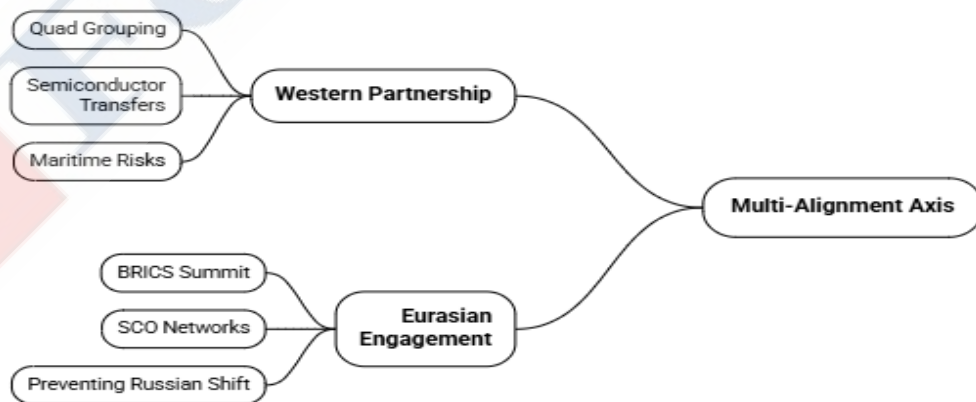 Quad Grouping
Semiconductor
Transfers
Maritime Risks
Western Partnership
Multi-Alignment Axis
BRICS Summit
SCO Networks
Preventing Russian Shift
Eurasian
Engagement